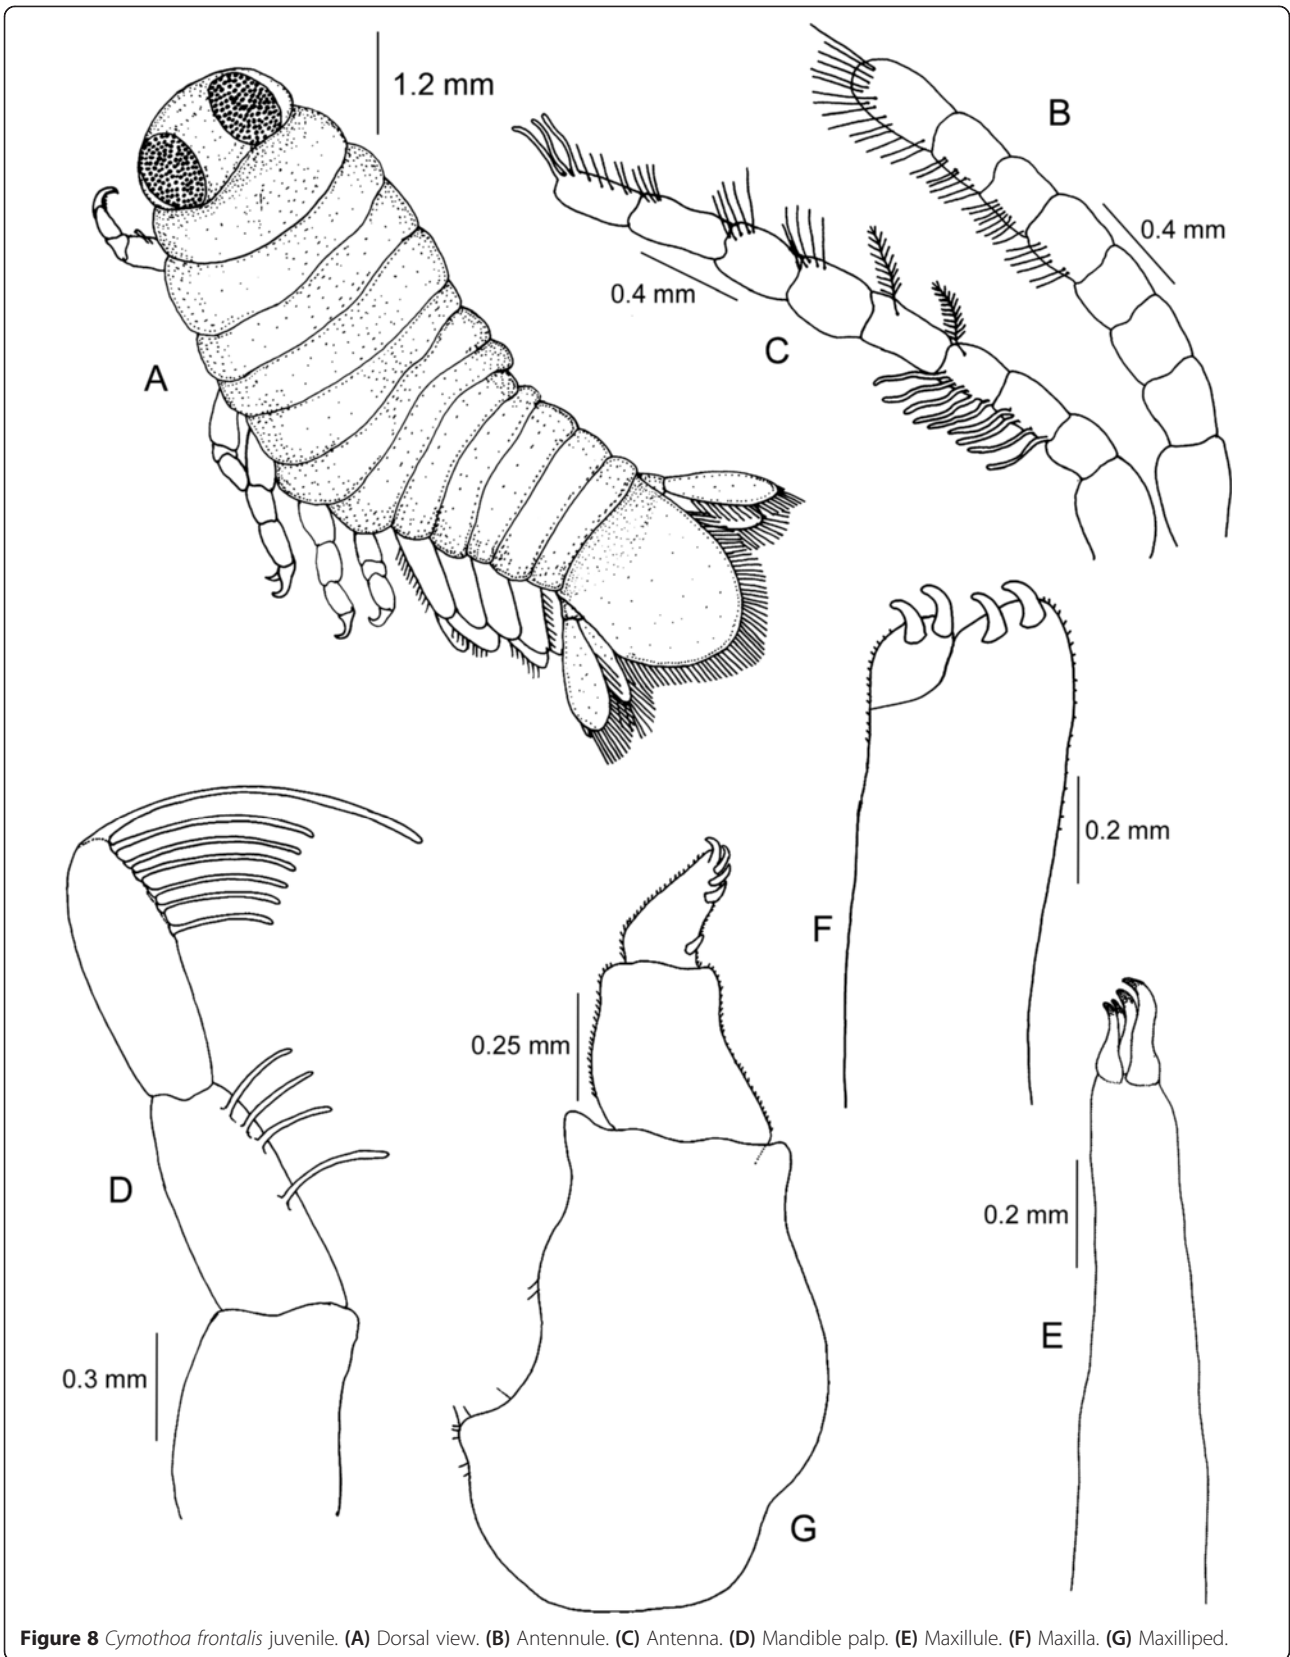 1.2 mm
B
0.4 mm
0.4 mm
C
A
F
0.2 mm
0.25 mm
D
0.2 mm
E
0.3 mm
G
Figure 8 Cymothoa frontalis juvenile. (A) Dorsal view. (B) Antennule. (C) Antenna. (D) Mandible palp. (E) Maxillule. (F) Maxilla. (G) Maxilliped.